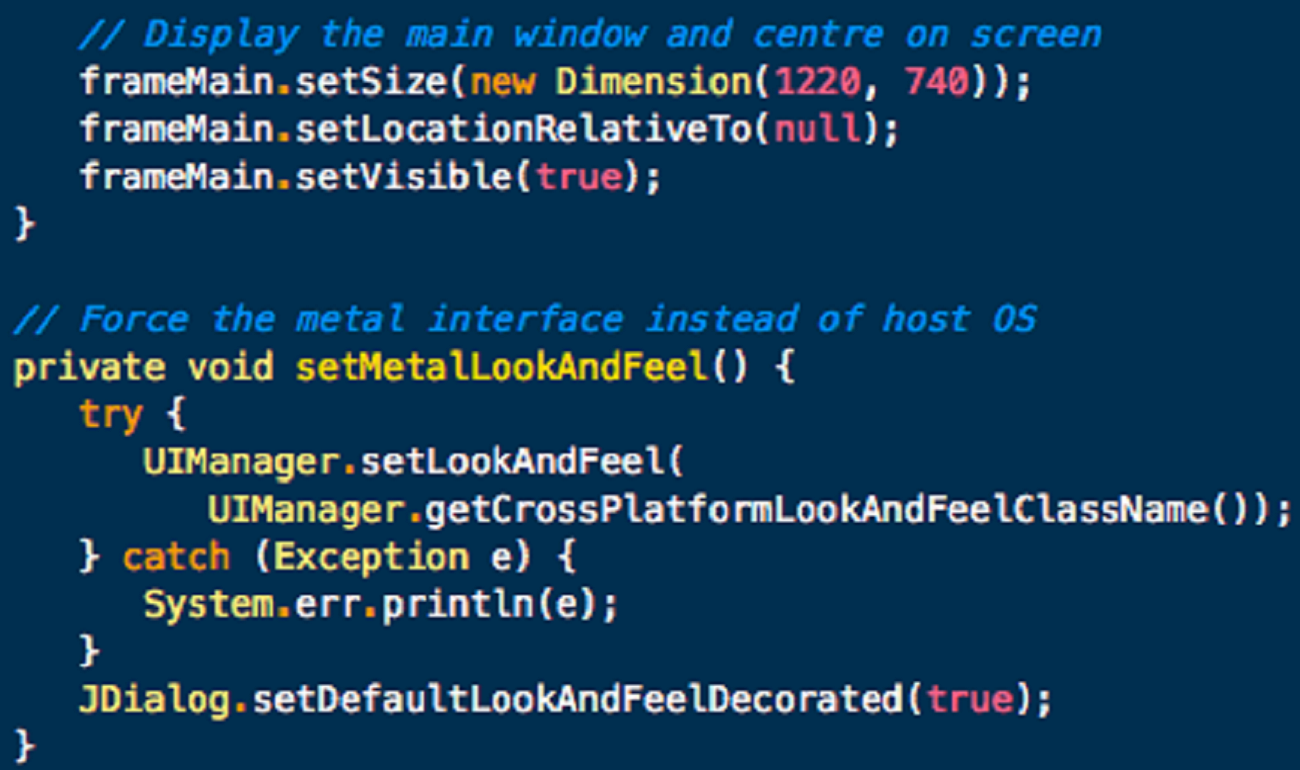 // Display the main window and centre on screen
frameMain.setSize(new Dimension(1220, 740));
frameMain.setLocationRelativeTo(null);
frameMain.setVisible(true);
}
// Force the metal interface instead of host OS
private void setMetalLookAndFeel() {
try {
UIManager.setLookAndFeel(
UIManager.getCrossPlatformLookAndFeelClassName());
} catch (Exception e) {
System.err.println(e);
}
JDialog.setDefaultLookAndFeelDecorated(true);
}